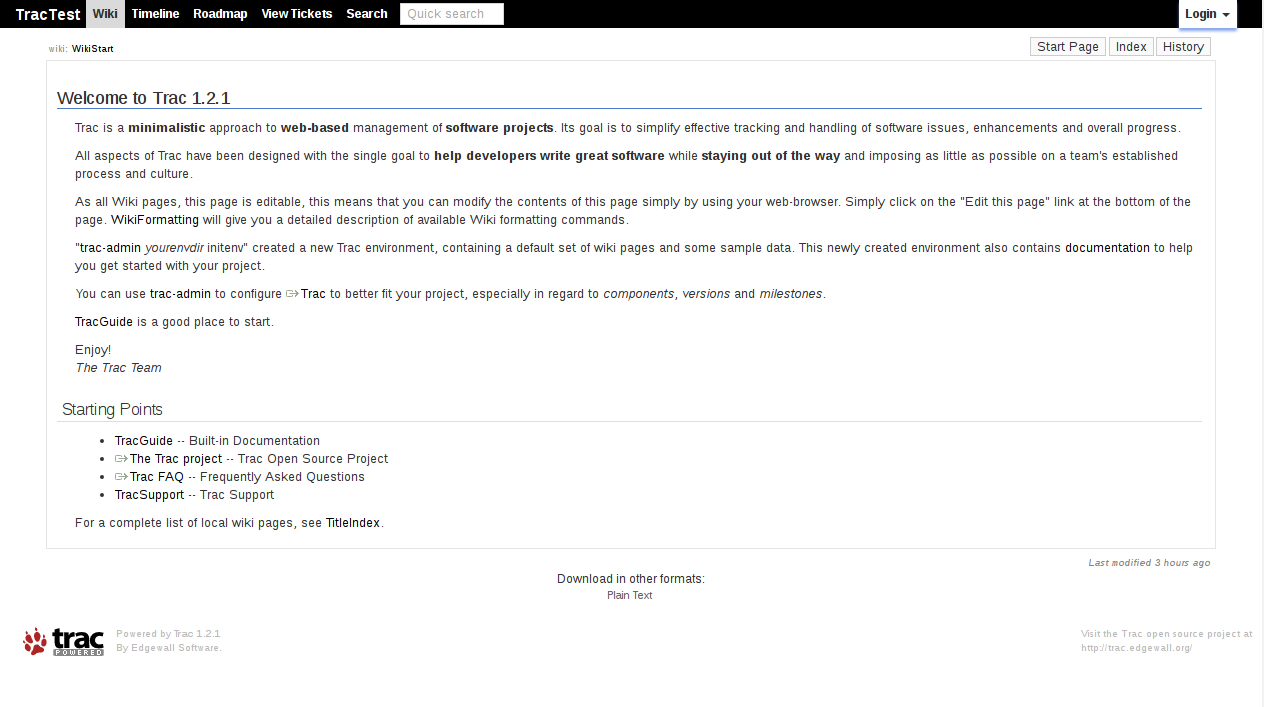 TracTest Wiki Timeline Roadmap View Tickets Search Quick search Login
wiki: WikiStart Start Page Index History
Welcome to Trac 1.2.1
Trac is a minimalistic approach to web-based management of software projects. Its goal is to simplify effective tracking and handling of software issues, enhancements and overall progress.
All aspects of Trac have been designed with the single goal to help developers write great software while staying out of the way and imposing as little as possible on a team's established
process and culture.
As all Wiki pages, this page is editable, this means that you can modify the contents of this page simply by using your web-browser. Simply click on the "Edit this page" link at the bottom of the
page. WikiFormatting will give you a detailed description of available Wiki formatting commands.
"trac-admin yourenvdir initenv" created a new Trac environment, containing a default set of wiki pages and some sample data. This newly created environment also contains documentation to help
you get started with your project.
You can use trac-admin to configure Trac to better fit your project, especially in regard to components, versions and milestones.
TracGuide is a good place to start.
Enjoy!
The Trac Team
Starting Points
• TracGuide -- Built-in Documentation
• The Trac project -- Trac Open Source Project
• Trac FAQ -- Frequently Asked Questions
• TracSupport -- Trac Support
For a complete list of local wiki pages, see TitleIndex.
Last modified 3 hours ago
Download in other formats:
Plain Text
trac
POWERED
Powered by Trac 1.2.1
By Edgewall Software.
Visit the Trac open source project at
http://trac.edgewall.org/